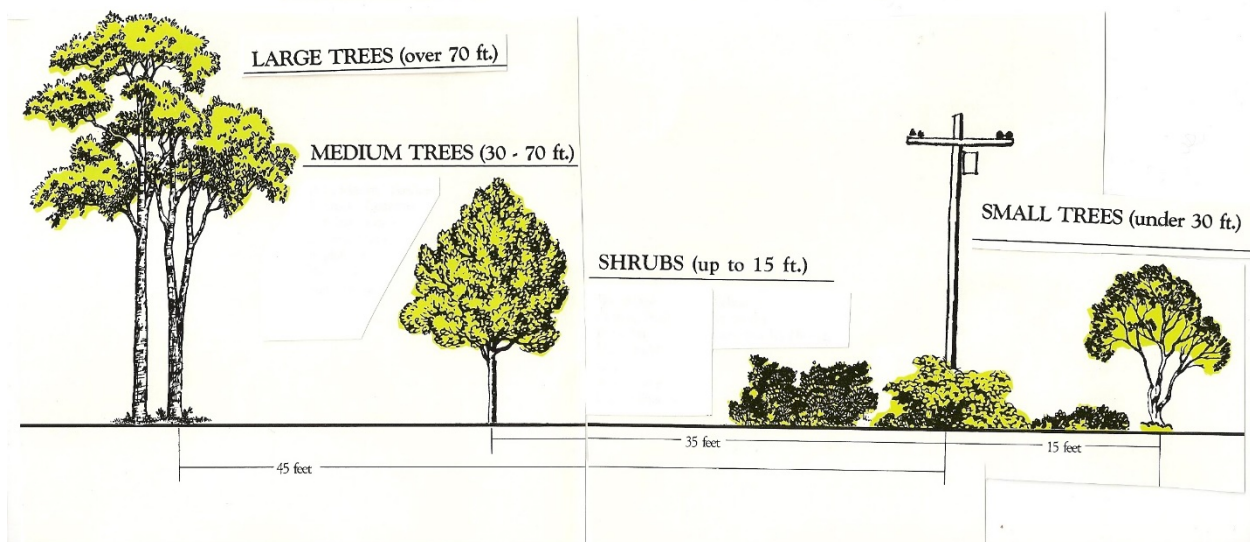 LARGE TREES (over 70 ft.)
MEDIUM TREES (30 - 70 ft.)
SMALL TREES (under 30 ft.)
SHRUBS (up to 15 ft.)
35 feet
15 feet
45 feet